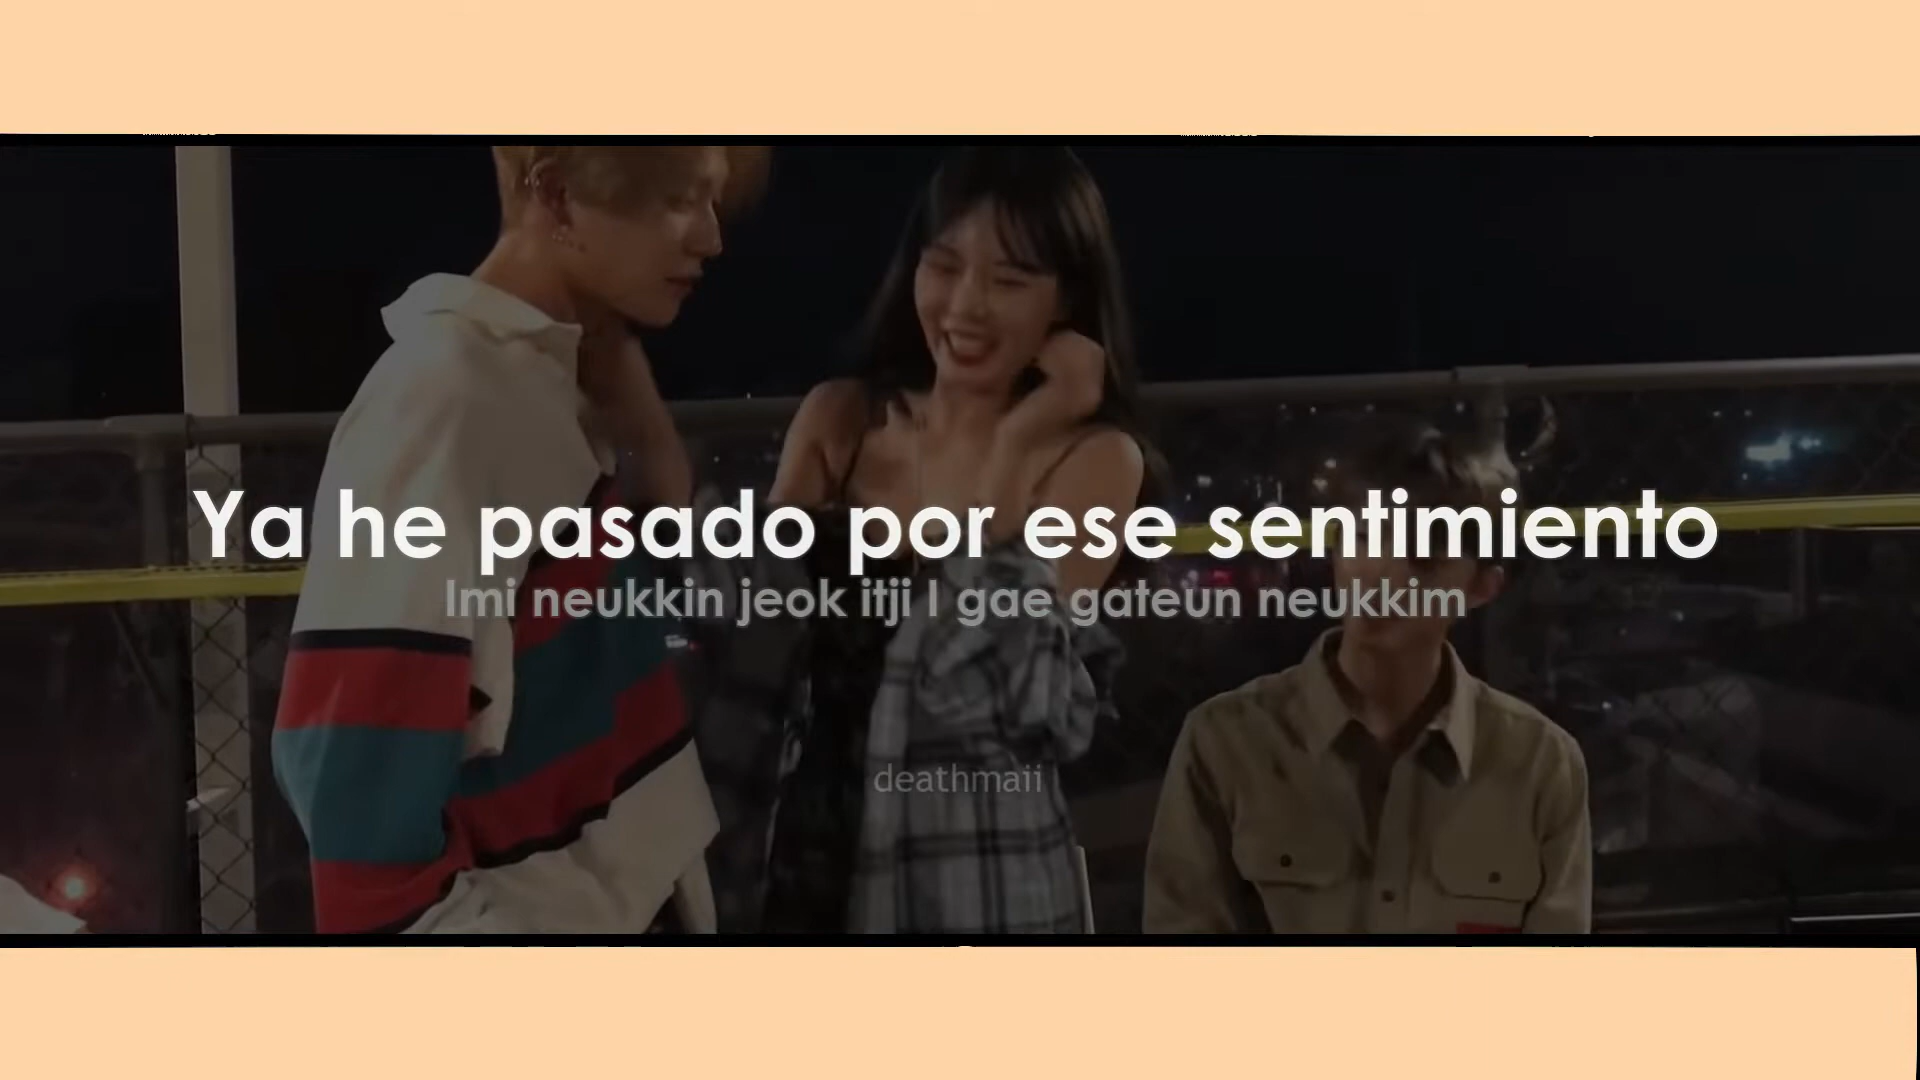 Ya he pasado por ese sentimiento
Imi neukkin jeok itji I gae gateun neukkim
deathmaii